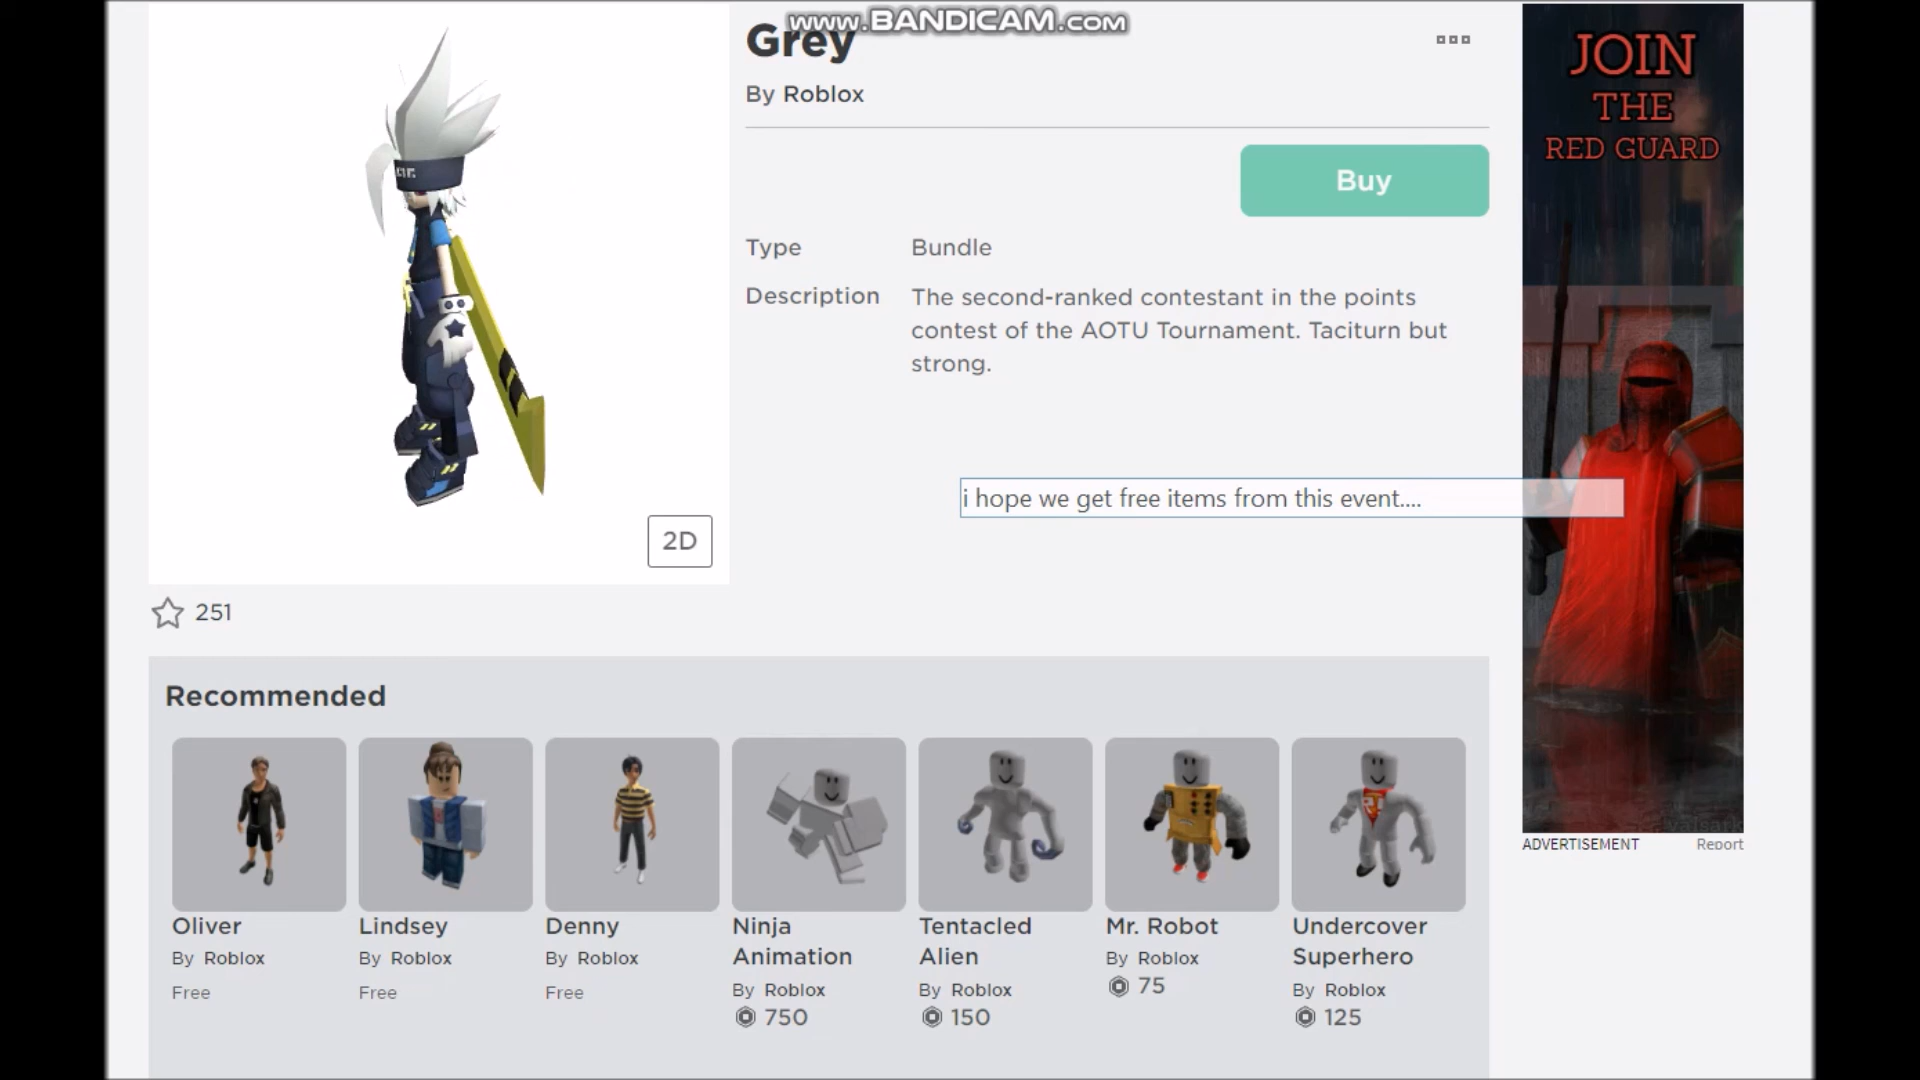 www.BANDICAM.com
Grey
By Roblox
Buy
Type
Bundle
Description
The second-ranked contestant in the points
contest of the AOTU Tournament. Taciturn but
strong.
i hope we get free items from this event....
2D
251
JOIN
THE
RED GUARD
ADVERTISEMENT
Report
Recommended
Oliver
By Roblox
Free
Lindsey
By Roblox
Free
Denny
By Roblox
Free
Ninja
Animation
By Roblox
750
Tentacled
Alien
By Roblox
150
Mr. Robot
By Roblox
75
Undercover
Superhero
By Roblox
125